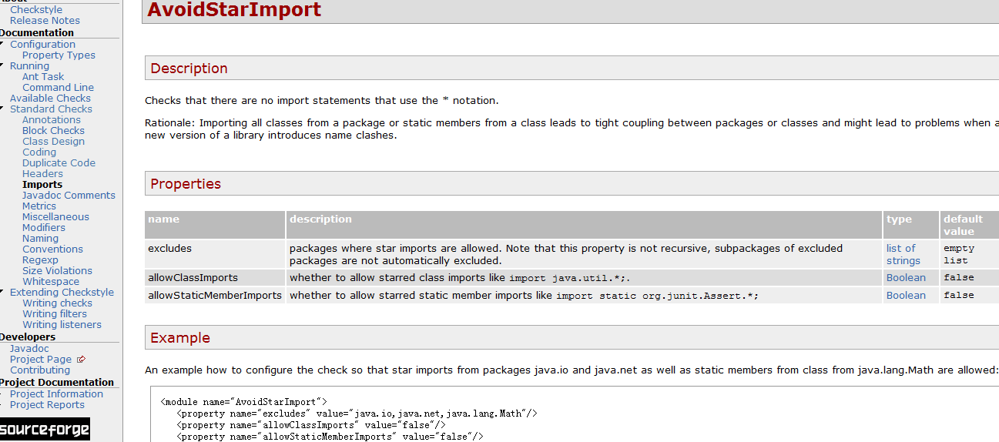 Checkstyle
Release Notes
Documentation
Configuration
Property Types
Running
Ant Task
Command Line
Available Checks
Standard Checks
Annotations
Block Checks
Class Design
Coding
Duplicate Code
Headers
Imports
Javadoc Comments
Metrics
Miscellaneous
Modifiers
Naming
Conventions
Regexp
Size Violations
Whitespace
Extending Checkstyle
Writing checks
Writing filters
Writing listeners
Developers
Javadoc
Project Page
Contributing
Project Documentation
Project Information
Project Reports
sourceforge
AvoidStarImport
Description
Checks that there are no import statements that use the * notation.
Rationale: Importing all classes from a package or static members from a class leads to tight coupling between packages or classes and might lead to problems when a
new version of a library introduces name clashes.
Properties
name description type default
value
excludes packages where star imports are allowed. Note that this property is not recursive, subpackages of excluded list of empty
packages are not automatically excluded. strings list
allowClassImports whether to allow starred class imports like import java.util.*;. Boolean false
allowStaticMemberImports whether to allow starred static member imports like import static org.junit.Assert.*; Boolean false
Example
An example how to configure the check so that star imports from packages java.io and java.net as well as static members from class from java.lang.Math are allowed:
<module name="AvoidStarImport">
<property name="excludes" value="java.io,java.net,java.lang.Math"/>
<property name="allowClassImports" value="false"/>
<property name="allowStaticMemberImports" value="false"/>